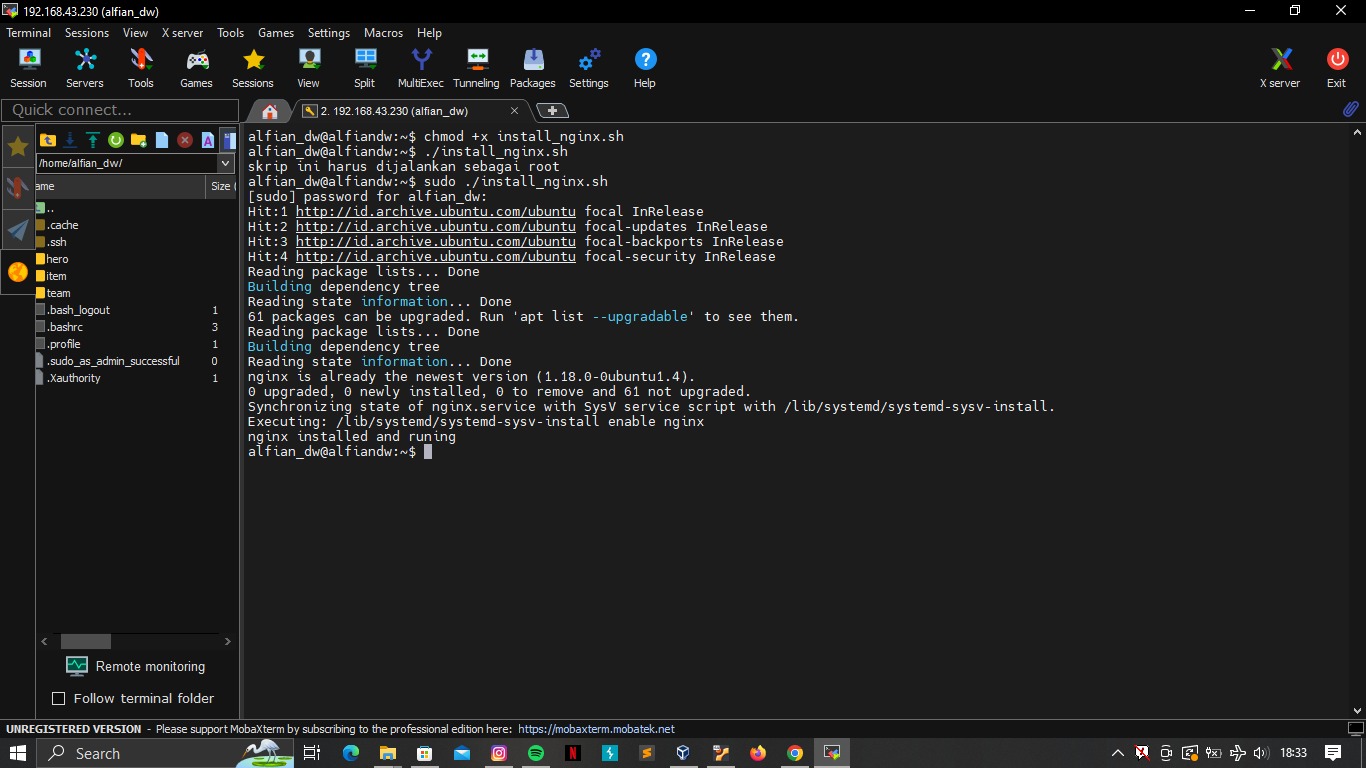 192.168.43.230 (alfian_dw)
Terminal Sessions View X server Tools Games Settings Macros Help
Session Servers Tools Games Sessions View Split MultiExec Tunneling Packages Settings Help X server Exit
Quick connect...
2. 192.168.43.230 (alfian_dw)
/home/alfian_dw/
ame Size (
..
.cache
.ssh
hero
item
team
.bash_logout 1
.bashrc 3
.profile 1
.sudo_as_admin_successful 0
.Xauthority 1
Remote monitoring
Follow terminal folder
alfian_dw@alfiandw:~$ chmod +x install_nginx.sh
alfian_dw@alfiandw:~$ ./install_nginx.sh
skrip ini harus dijalankan sebagai root
alfian_dw@alfiandw:~$ sudo ./install_nginx.sh
[sudo] password for alfian_dw:
Hit:1 http://id.archive.ubuntu.com/ubuntu focal InRelease
Hit:2 http://id.archive.ubuntu.com/ubuntu focal-updates InRelease
Hit:3 http://id.archive.ubuntu.com/ubuntu focal-backports InRelease
Hit:4 http://id.archive.ubuntu.com/ubuntu focal-security InRelease
Reading package lists... Done
Building dependency tree
Reading state information... Done
61 packages can be upgraded. Run 'apt list --upgradable' to see them.
Reading package lists... Done
Building dependency tree
Reading state information... Done
nginx is already the newest version (1.18.0-0ubuntu1.4).
0 upgraded, 0 newly installed, 0 to remove and 61 not upgraded.
Synchronizing state of nginx.service with SysV service script with /lib/systemd/systemd-sysv-install.
Executing: /lib/systemd/systemd-sysv-install enable nginx
nginx installed and runing
alfian_dw@alfiandw:~$
UNREGISTERED VERSION - Please support MobaXterm by subscribing to the professional edition here: https://mobaxterm.mobatek.net
Search
18:33